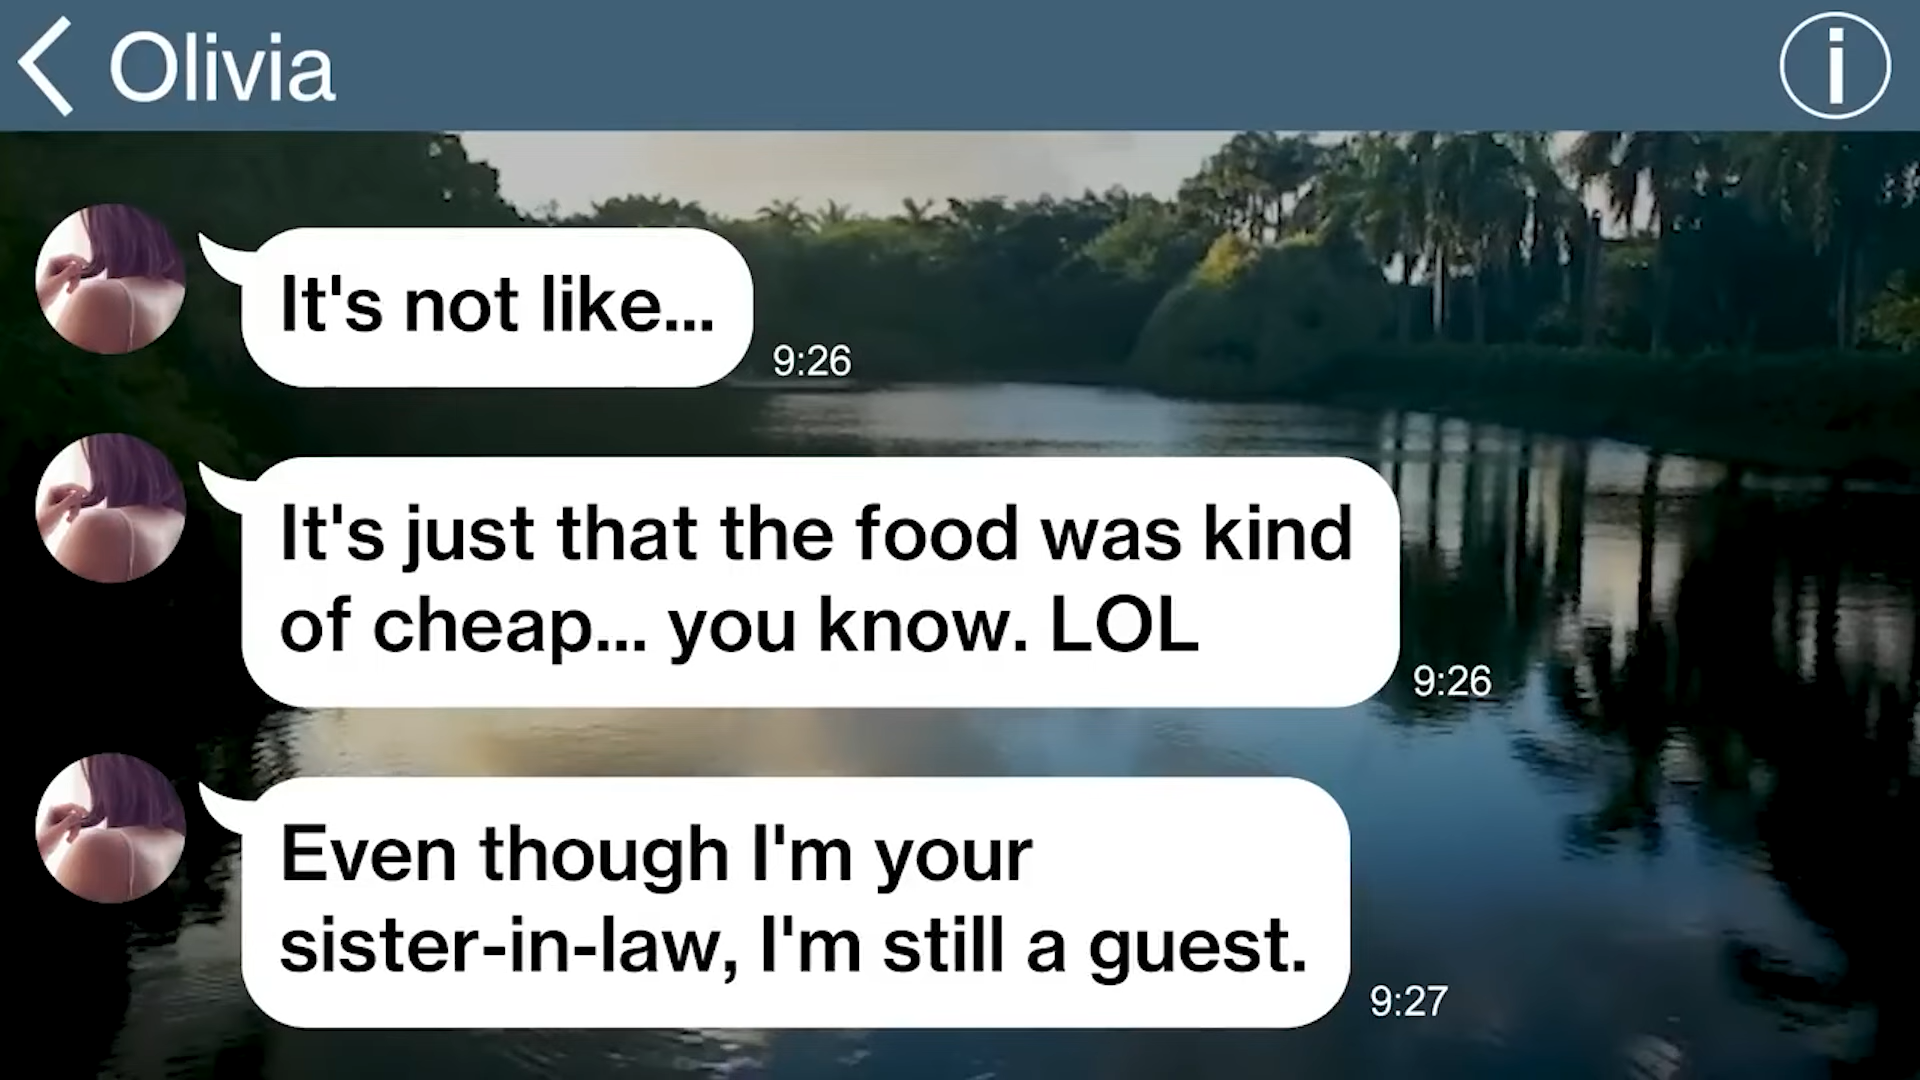 Olivia
It's not like...
9:26
It's just that the food was kind
of cheap... you know. LOL
9:26
Even though I'm your
sister-in-law, I'm still a guest.
9:27